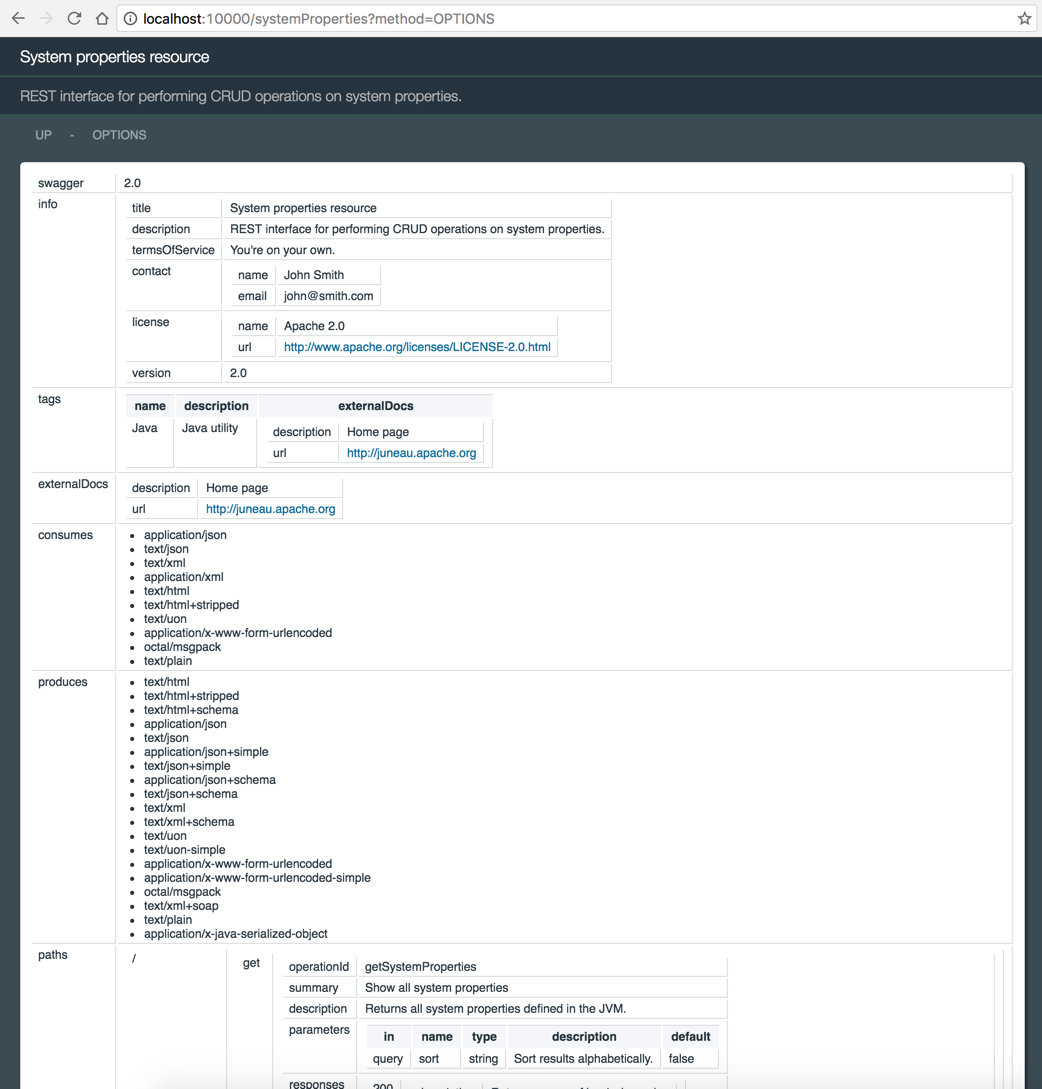 localhost:10000/systemProperties?method=OPTIONS
System properties resource
REST interface for performing CRUD operations on system properties.
UP - OPTIONS
swagger 2.0
info
title System properties resource
description REST interface for performing CRUD operations on system properties.
termsOfService You're on your own.
contact
name John Smith
email john@smith.com
license
name Apache 2.0
url http://www.apache.org/licenses/LICENSE-2.0.html
version 2.0
tags
name description externalDocs
Java Java utility
description Home page
url http://juneau.apache.org
externalDocs
description Home page
url http://juneau.apache.org
consumes
• application/json
• text/json
• text/xml
• application/xml
• text/html
• text/html+stripped
• text/uon
• application/x-www-form-urlencoded
• octal/msgpack
• text/plain
produces
• text/html
• text/html+stripped
• text/html+schema
• application/json
• text/json
• application/json+simple
• text/json+simple
• application/json+schema
• text/json+schema
• text/xml
• text/xml+schema
• text/uon
• text/uon-simple
• application/x-www-form-urlencoded
• application/x-www-form-urlencoded-simple
• octal/msgpack
• text/xml+soap
• text/plain
• application/x-java-serialized-object
paths / get
operationId getSystemProperties
summary Show all system properties
description Returns all system properties defined in the JVM.
parameters
in name type description default
query sort string Sort results alphabetically. false
responses 200